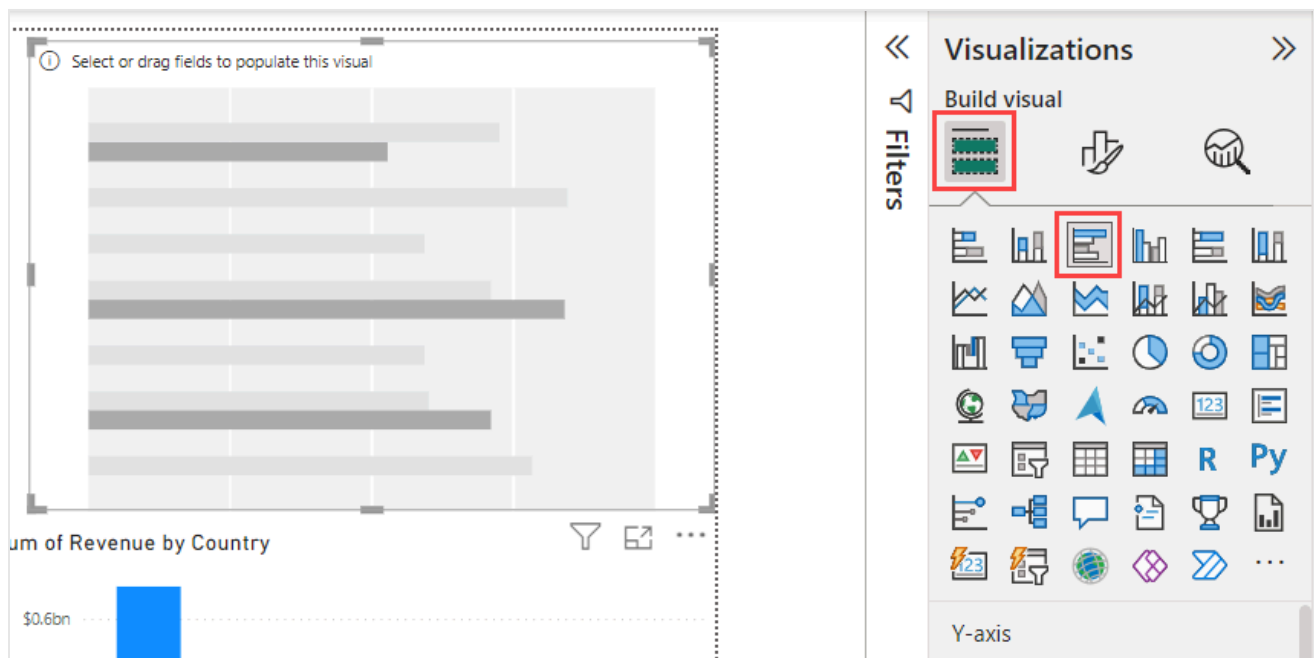 Select or drag fields to populate this visual
um of Revenue by Country
$0.6bn
Filters
Visualizations
Build visual
123
R
Py
123
Y-axis